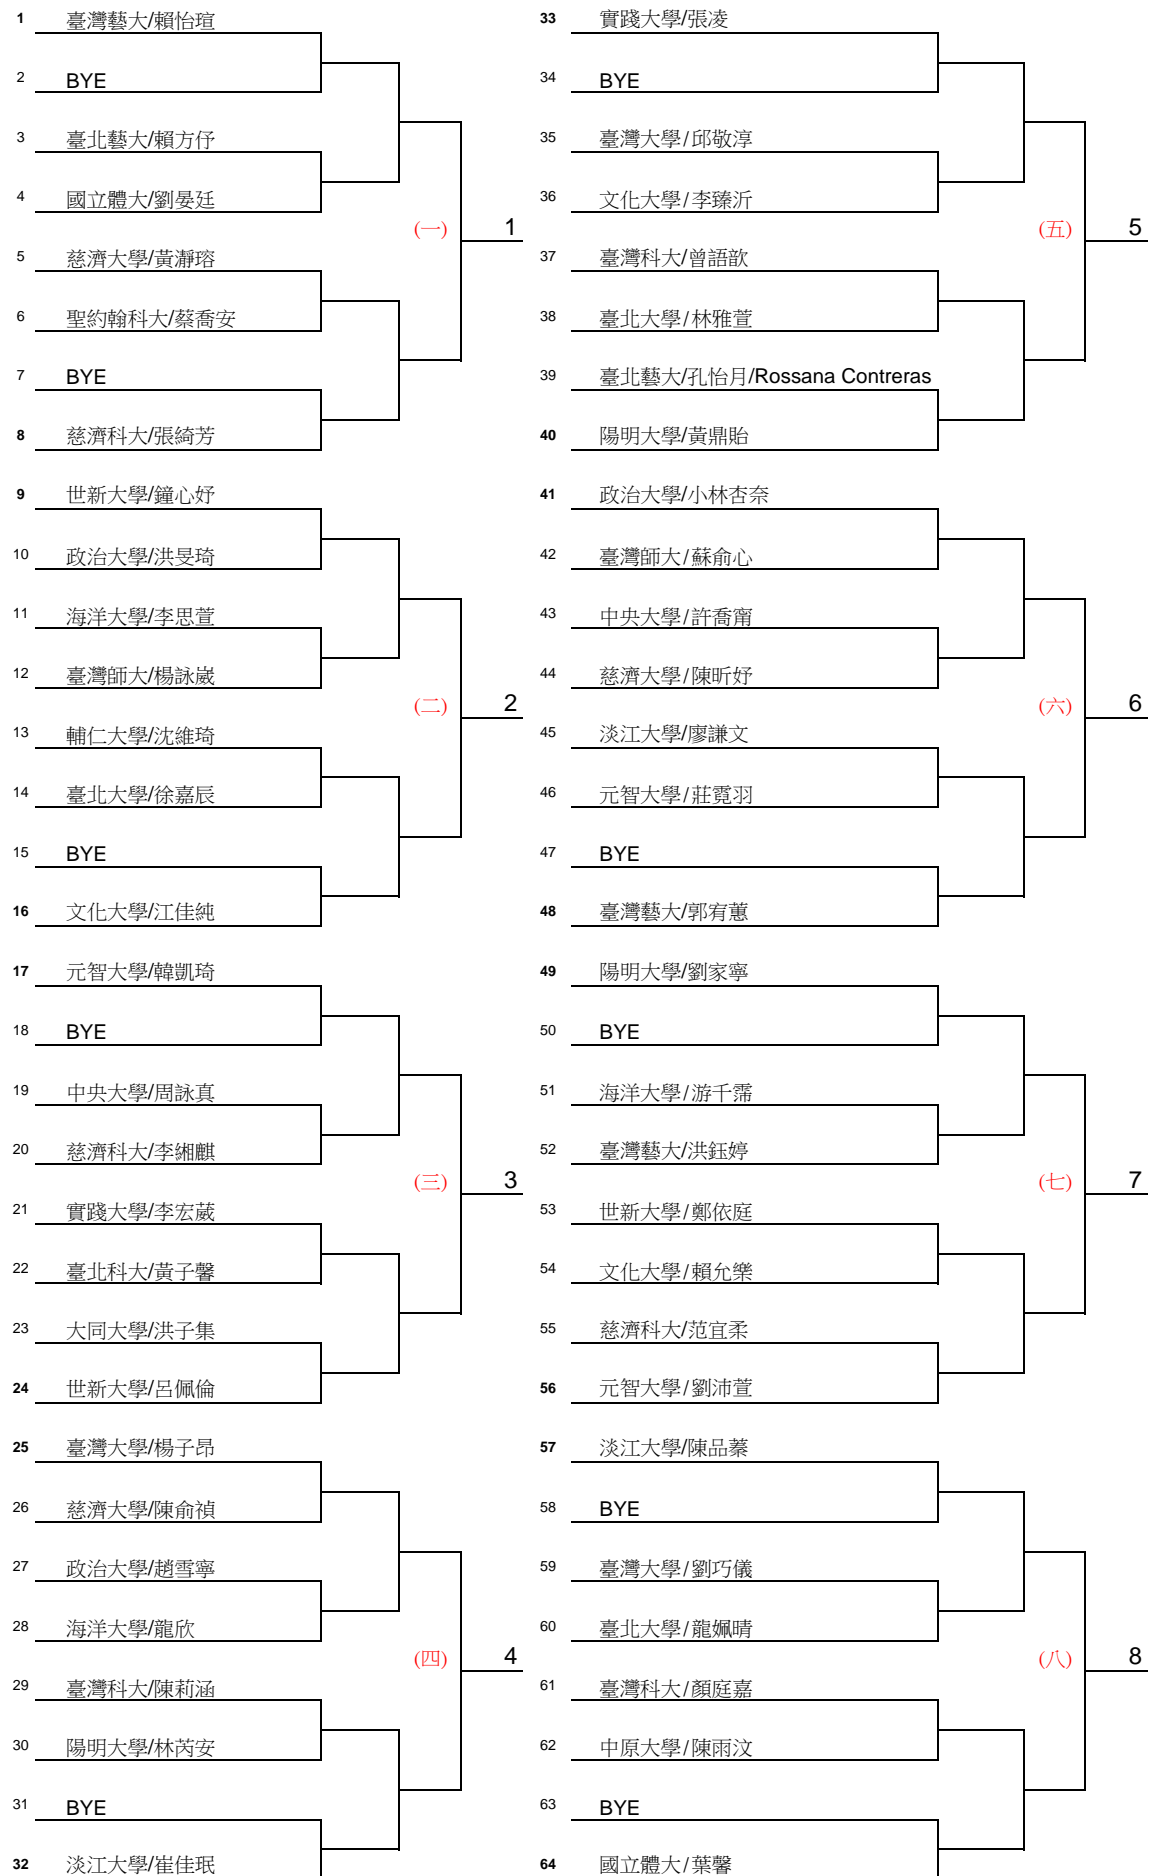 1 臺灣藝大/賴怡瑄
2 BYE
3 臺北藝大/賴方伃
4 國立體大/劉晏廷
(一) 1
5 慈濟大學/黃瀞瑢
6 聖約翰科大/蔡喬安
7 BYE
8 慈濟科大/張綺芳
9 世新大學/鐘心妤
10 政治大學/洪旻琦
11 海洋大學/李思萱
12 臺灣師大/楊詠崴
(二) 2
13 輔仁大學/沈維琦
14 臺北大學/徐嘉辰
15 BYE
16 文化大學/江佳純
17 元智大學/韓凱琦
18 BYE
19 中央大學/周詠真
20 慈濟科大/李緗麒
(三) 3
21 實踐大學/李宏葳
22 臺北科大/黃子馨
23 大同大學/洪子集
24 世新大學/呂佩倫
25 臺灣大學/楊子昂
26 慈濟大學/陳俞禎
27 政治大學/趙雪寧
28 海洋大學/龍欣
(四) 4
29 臺灣科大/陳莉涵
30 陽明大學/林芮安
31 BYE
32 淡江大學/崔佳珉
33 實踐大學/張凌
34 BYE
35 臺灣大學/邱敬淳
36 文化大學/李臻沂
(五) 5
37 臺灣科大/曾語歆
38 臺北大學/林雅萱
39 臺北藝大/孔怡月/Rossana Contreras
40 陽明大學/黃鼎貽
41 政治大學/小林杏奈
42 臺灣師大/蘇俞心
43 中央大學/許喬甯
44 慈濟大學/陳昕妤
(六) 6
45 淡江大學/廖謙文
46 元智大學/莊霓羽
47 BYE
48 臺灣藝大/郭宥蕙
49 陽明大學/劉家寧
50 BYE
51 海洋大學/游千霈
52 臺灣藝大/洪鈺婷
(七) 7
53 世新大學/鄭依庭
54 文化大學/賴允樂
55 慈濟科大/范宜柔
56 元智大學/劉沛萱
57 淡江大學/陳品蓁
58 BYE
59 臺灣大學/劉巧儀
60 臺北大學/龍姵晴
(八) 8
61 臺灣科大/顏庭嘉
62 中原大學/陳雨汶
63 BYE
64 國立體大/葉馨